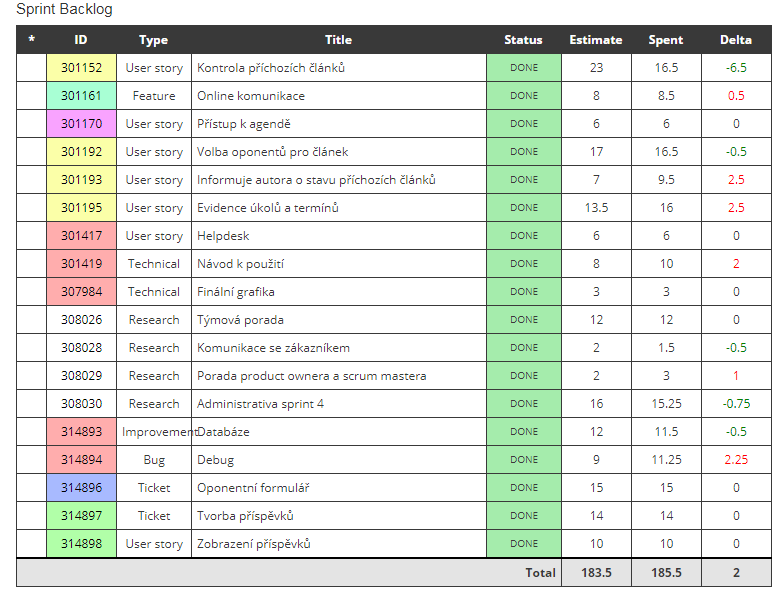 Sprint Backlog
* ID Type Title Status Estimate Spent Delta
301152 User story Kontrola příchozích článků DONE 23 16.5 -6.5
301161 Feature Online komunikace DONE 8 8.5 0.5
301170 User story Přístup k agendě DONE 6 6 0
301192 User story Volba oponentů pro článek DONE 17 16.5 -0.5
301193 User story Informuje autora o stavu příchozích článků DONE 7 9.5 2.5
301195 User story Evidence úkolů a termínů DONE 13.5 16 2.5
301417 User story Helpdesk DONE 6 6 0
301419 Technical Návod k použití DONE 8 10 2
307984 Technical Finální grafika DONE 3 3 0
308026 Research Týmová porada DONE 12 12 0
308028 Research Komunikace se zákazníkem DONE 2 1.5 -0.5
308029 Research Porada product ownera a scrum mastera DONE 2 3 1
308030 Research Administrativa sprint 4 DONE 16 15.25 -0.75
314893 Improvement Databáze DONE 12 11.5 -0.5
314894 Bug Debug DONE 9 11.25 2.25
314896 Ticket Oponentní formulář DONE 15 15 0
314897 Ticket Tvorba příspěvků DONE 14 14 0
314898 User story Zobrazení příspěvků DONE 10 10 0
Total 183.5 185.5 2